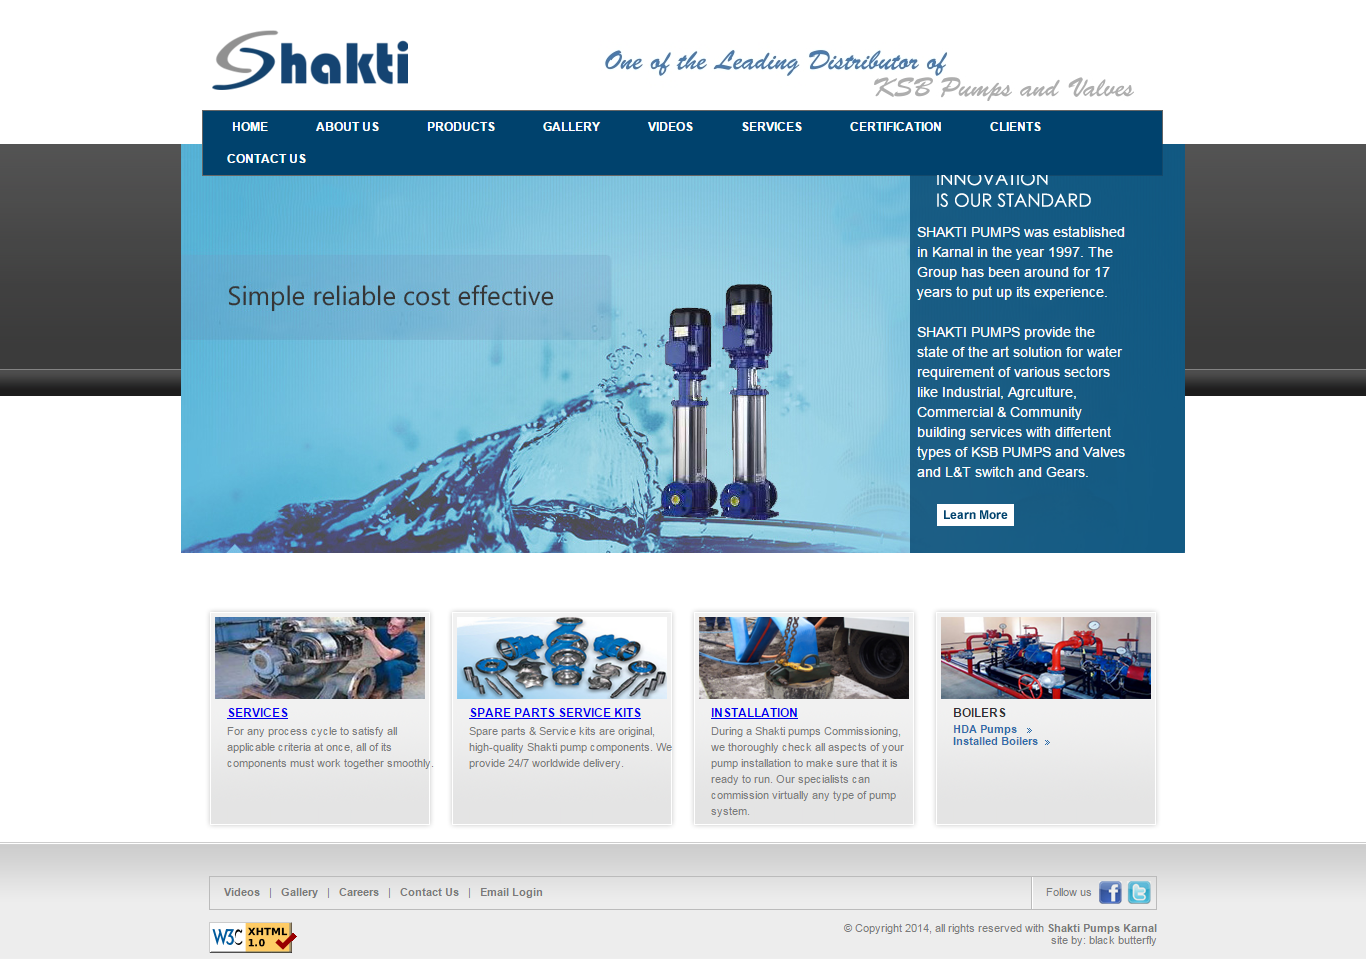 Shakti
One of the Leading Distributor of
KSB Pumps and Valves
HOME ABOUT US PRODUCTS GALLERY VIDEOS SERVICES CERTIFICATION CLIENTS
CONTACT US
INNOVATION
IS OUR STANDARD
SHAKTI PUMPS was established
in Karnal in the year 1997. The
Group has been around for 17
years to put up its experience.
SHAKTI PUMPS provide the
state of the art solution for water
requirement of various sectors
like Industrial, Agrculture,
Commercial & Community
building services with differtent
types of KSB PUMPS and Valves
and L&T switch and Gears.
Learn More
Simple reliable cost effective
SERVICES
For any process cycle to satisfy all
applicable criteria at once, all of its
components must work together smoothly.
SPARE PARTS SERVICE KITS
Spare parts & Service kits are original,
high-quality Shakti pump components. We
provide 24/7 worldwide delivery.
INSTALLATION
During a Shakti pumps Commissioning,
we thoroughly check all aspects of your
pump installation to make sure that it is
ready to run. Our specialists can
commission virtually any type of pump
system.
BOILERS
HDA Pumps »
Installed Boilers »
Videos | Gallery | Careers | Contact Us | Email Login
Follow us
W3C XHTML 1.0
© Copyright 2014, all rights reserved with Shakti Pumps Karnal
site by: black butterfly